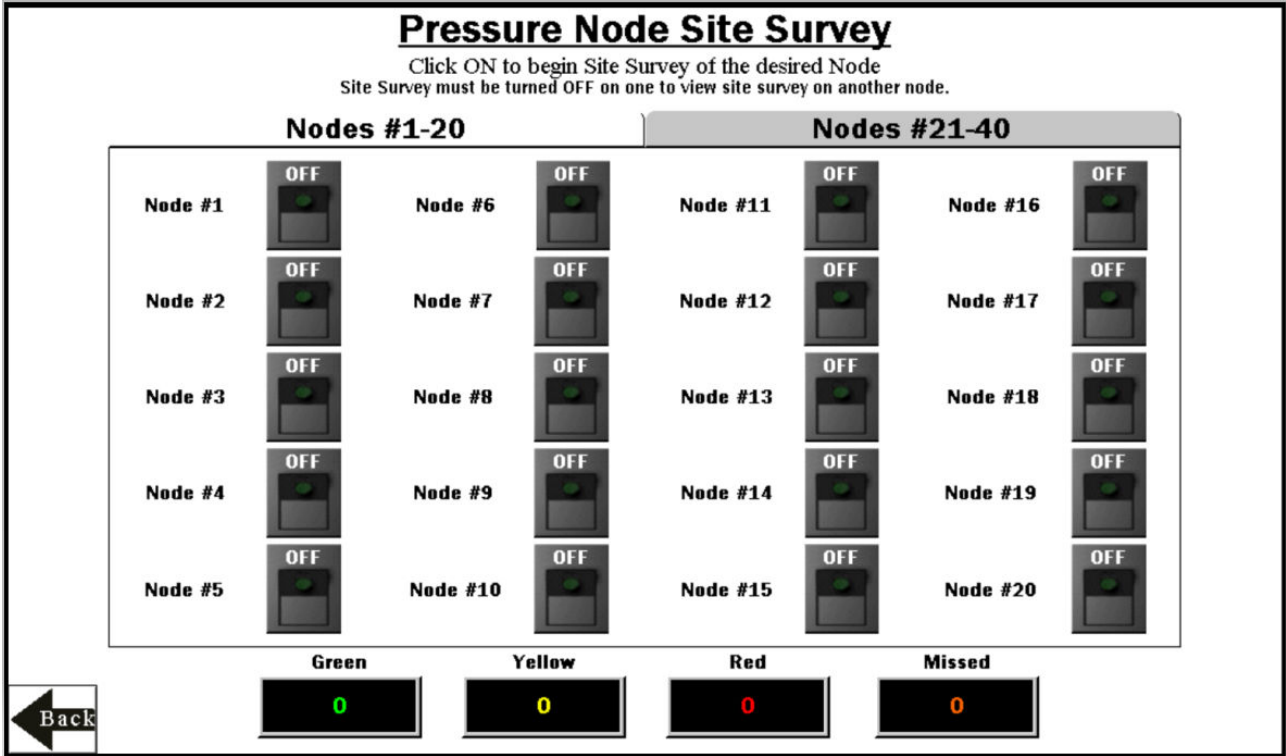 Pressure Node Site Survey
Click ON to begin Site Survey of the desired Node
Site Survey must be turned OFF on one to view site survey on another node.
Nodes #1-20 Nodes #21-40
OFF OFF OFF OFF
Node #1 Node #6 Node #11 Node #16
OFF OFF OFF OFF
Node #2 Node #7 Node #12 Node #17
OFF OFF OFF OFF
Node #3 Node #8 Node #13 Node #18
OFF OFF OFF OFF
Node #4 Node #9 Node #14 Node #19
OFF OFF OFF OFF
Node #5 Node #10 Node #15 Node #20
Green Yellow Red Missed
0 0 0 0
Back